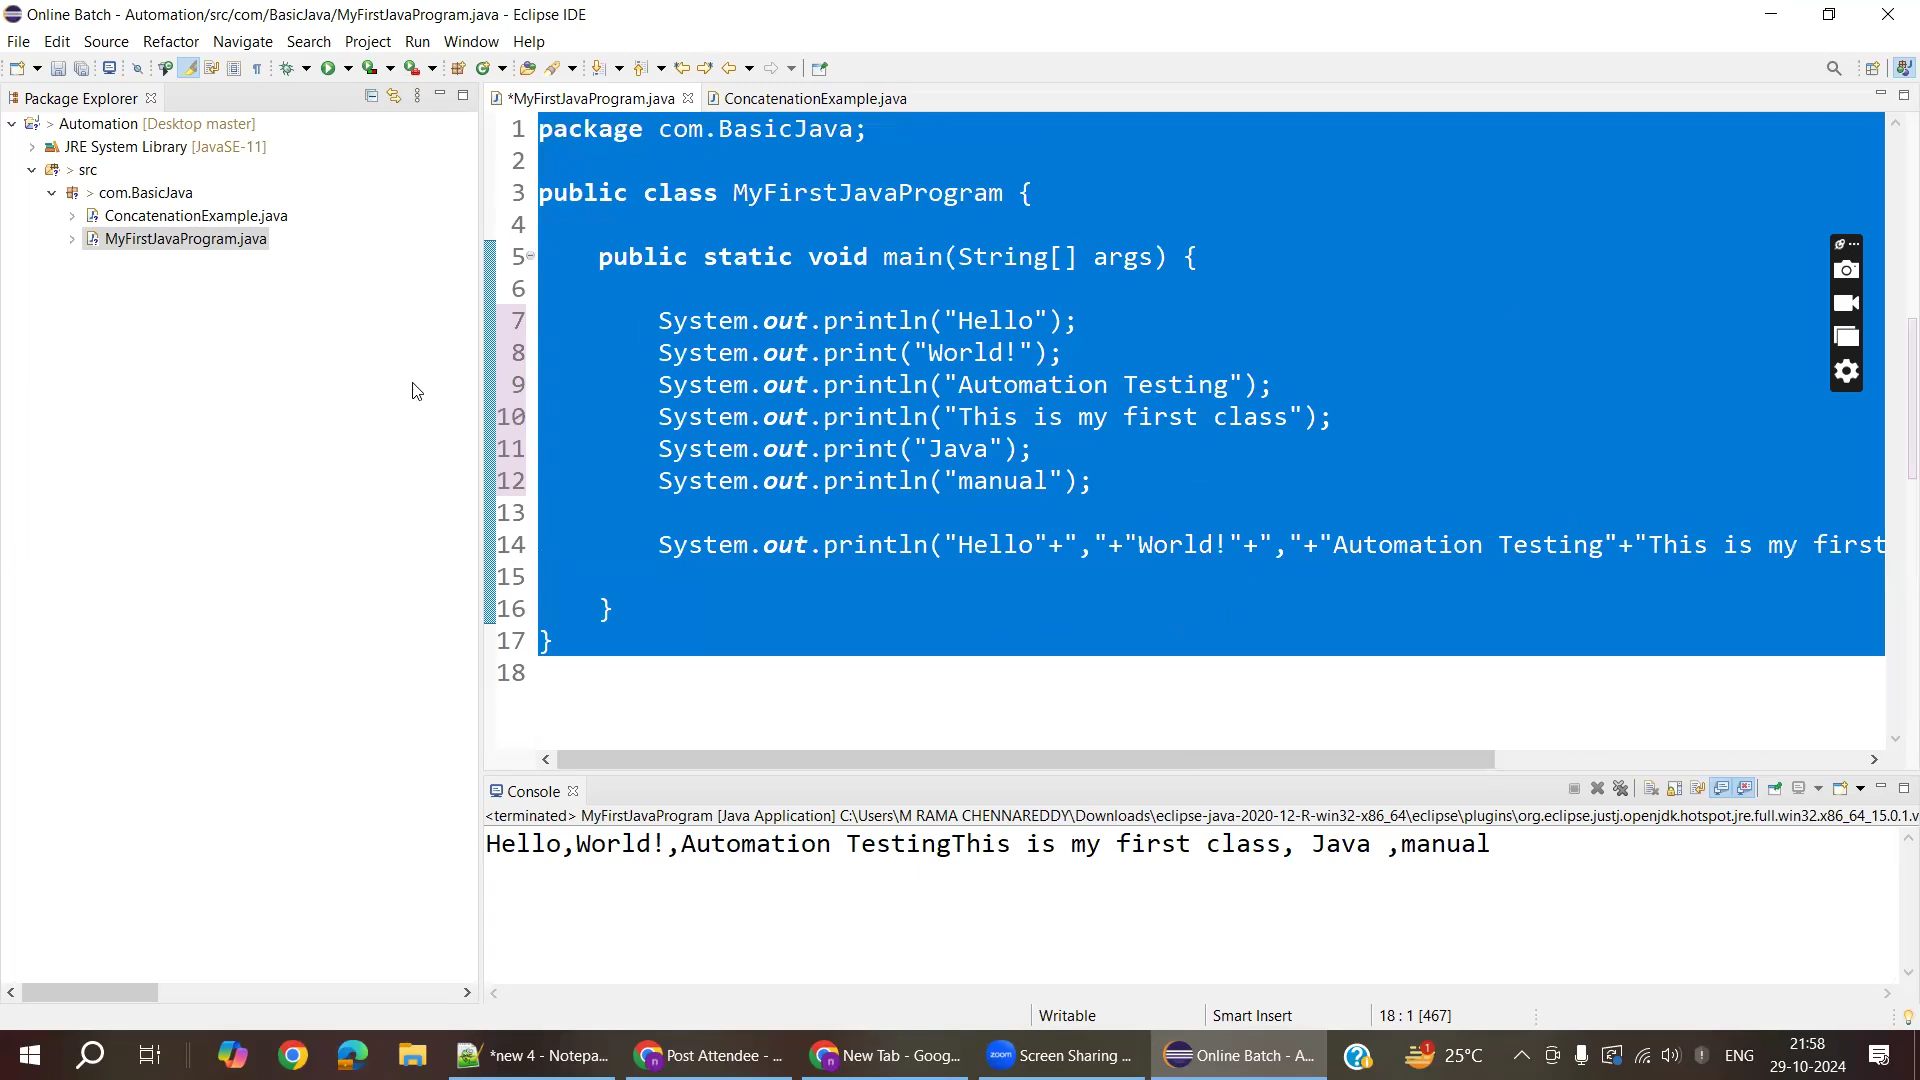 Online Batch - Automation/src/com/BasicJava/MyFirstJavaProgram.java - Eclipse IDE
File Edit Source Refactor Navigate Search Project Run Window Help
Package Explorer
*MyFirstJavaProgram.java ConcatenationExample.java
> Automation [Desktop master]
JRE System Library [JavaSE-11]
> src
> com.BasicJava
ConcatenationExample.java
MyFirstJavaProgram.java
1 package com.BasicJava;
2
3 public class MyFirstJavaProgram {
4
5 public static void main(String[] args) {
6
7 System.out.println("Hello");
8 System.out.print("World!");
9 System.out.println("Automation Testing");
10 System.out.println("This is my first class");
11 System.out.print("Java");
12 System.out.println("manual");
13
14 System.out.println("Hello"+","+"World!"+","+"Automation Testing"+"This is my first
15
16 }
17 }
18
Console
<terminated> MyFirstJavaProgram [Java Application] C:\Users\M RAMA CHENNAREDDY\Downloads\eclipse-java-2020-12-R-win32-x86_64\eclipse\plugins\org.eclipse.justj.openjdk.hotspot.jre.full.win32.x86_64_15.0.1.v
Hello,World!,Automation TestingThis is my first class, Java ,manual
Writable Smart Insert 18 : 1 [467]
*new 4 - Notepa... Post Attendee - ... New Tab - Goog... zoom Screen Sharing ... Online Batch - A... 1 25°C ENG 21:58
29-10-2024